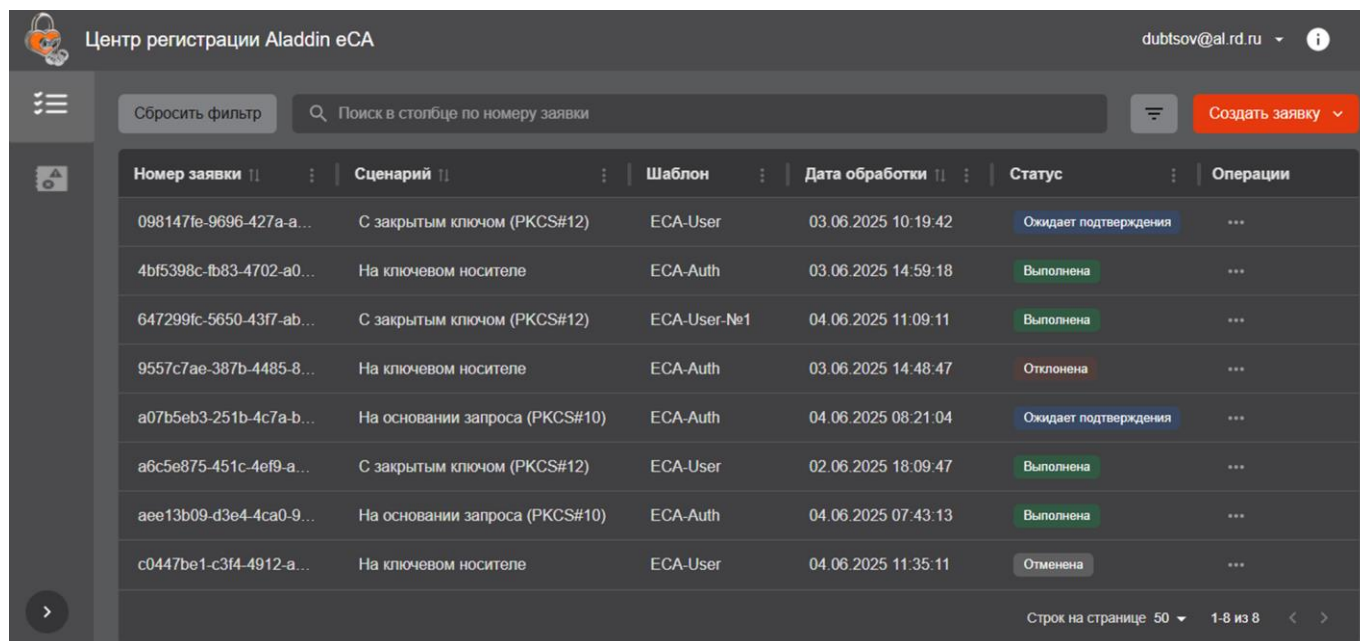 Центр регистрации Aladdin eCA dubtsov@al.rd.ru
Сбросить фильтр Поиск в столбце по номеру заявки Создать заявку
Номер заявки Сценарий Шаблон Дата обработки Статус Операции
098147fe-9696-427a-a... С закрытым ключом (PKCS#12) ECA-User 03.06.2025 10:19:42 Ожидает подтверждения ...
4bf5398c-fb83-4702-a0... На ключевом носителе ECA-Auth 03.06.2025 14:59:18 Выполнена ...
647299fc-5650-43f7-ab... С закрытым ключом (PKCS#12) ECA-User-№1 04.06.2025 11:09:11 Выполнена ...
9557c7ae-387b-4485-8... На ключевом носителе ECA-Auth 03.06.2025 14:48:47 Отклонена ...
a07b5eb3-251b-4c7a-b... На основании запроса (PKCS#10) ECA-Auth 04.06.2025 08:21:04 Ожидает подтверждения ...
a6c5e875-451c-4ef9-a... С закрытым ключом (PKCS#12) ECA-User 02.06.2025 18:09:47 Выполнена ...
aee13b09-d3e4-4ca0-9... На основании запроса (PKCS#10) ECA-Auth 04.06.2025 07:43:13 Выполнена ...
c0447be1-c3f4-4912-a... На ключевом носителе ECA-User 04.06.2025 11:35:11 Отменена ...
Строк на странице 50 1-8 из 8